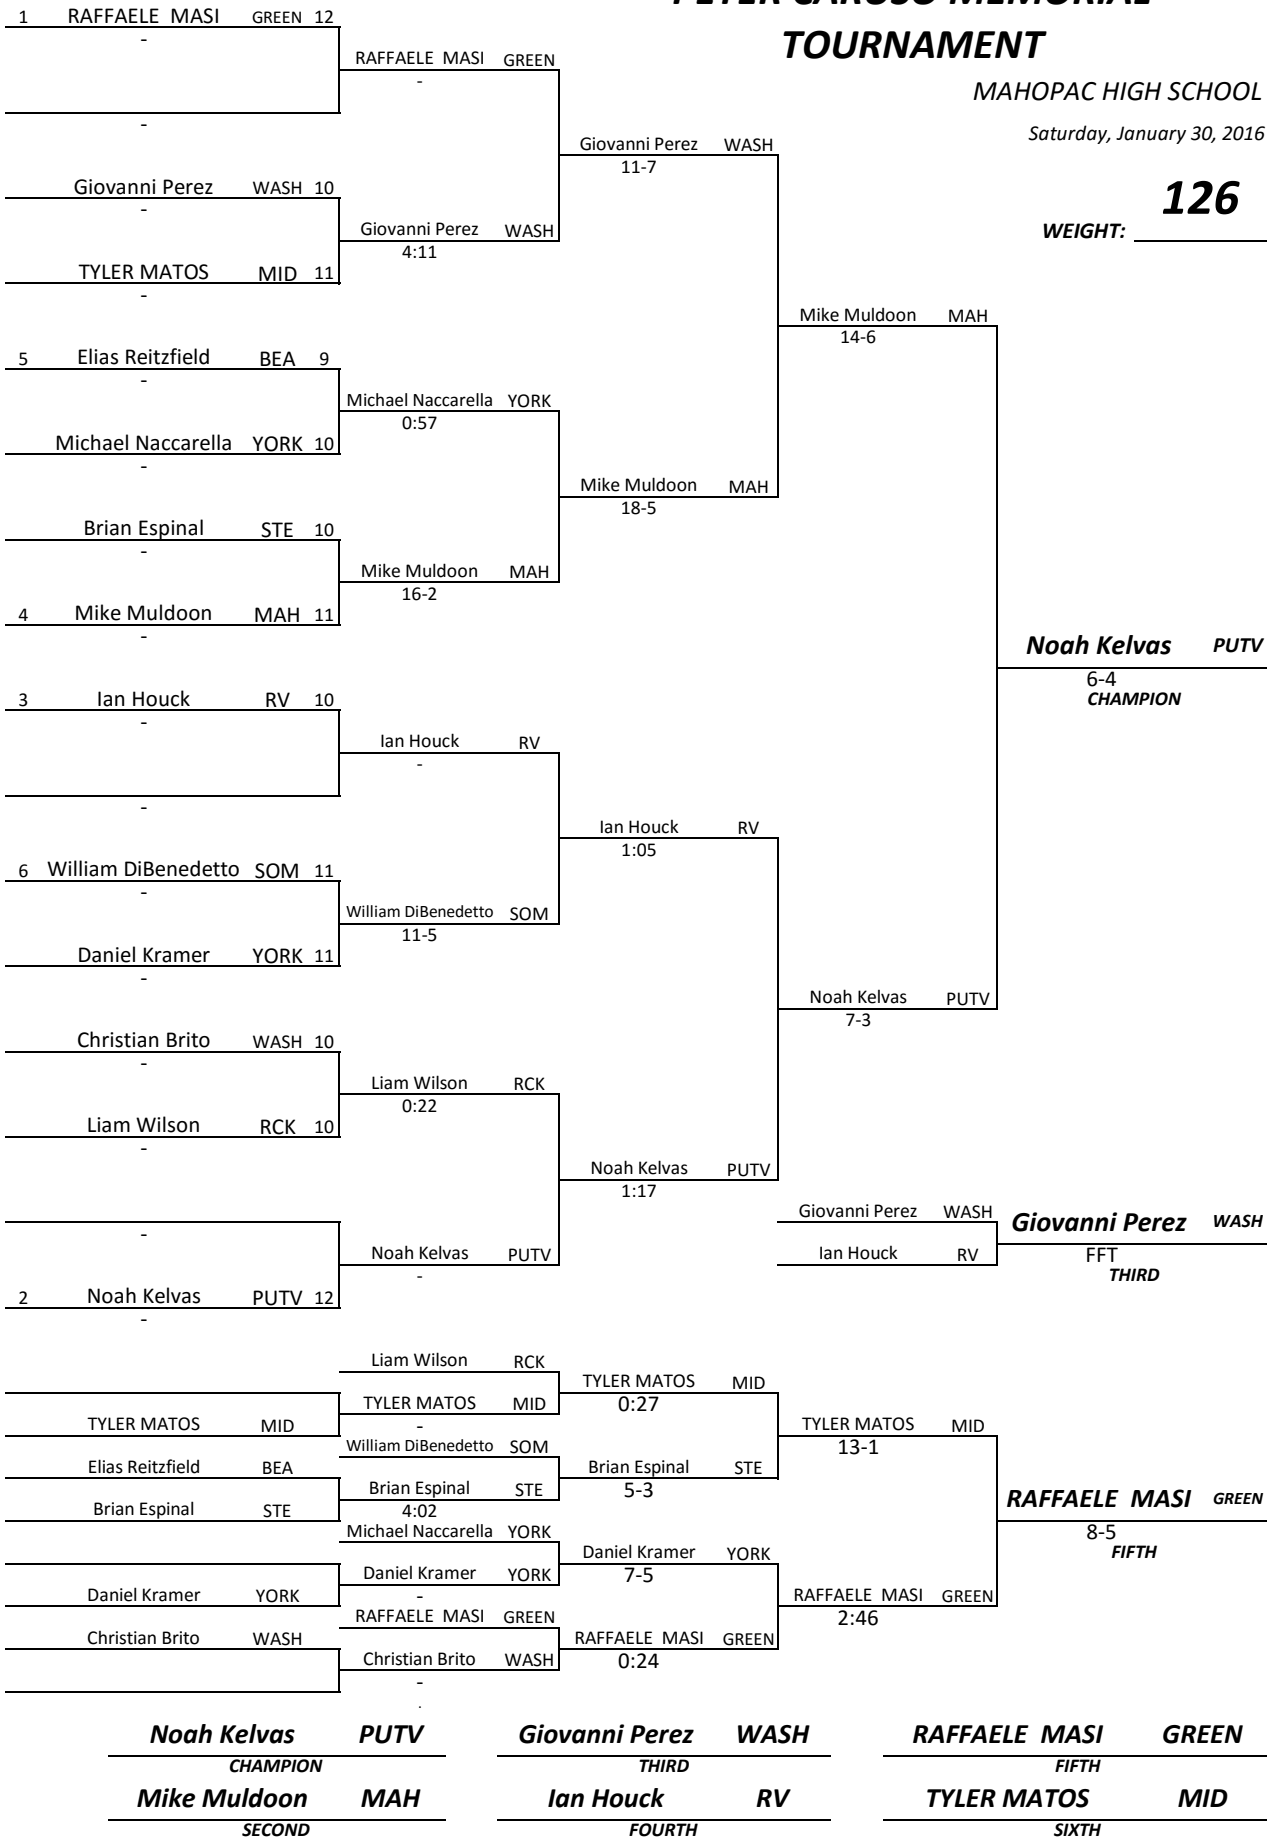 TOURNAMENT
MAHOPAC HIGH SCHOOL
Saturday, January 30, 2016
126
WEIGHT:
1 RAFFAELE MASI GREEN 12
-
RAFFAELE MASI GREEN
-
-
Giovanni Perez WASH
11-7
Giovanni Perez WASH 10
-
Giovanni Perez WASH
4:11
TYLER MATOS MID 11
-
Mike Muldoon MAH
14-6
5 Elias Reitzfield BEA 9
-
Michael Naccarella YORK
0:57
Michael Naccarella YORK 10
-
Mike Muldoon MAH
18-5
Brian Espinal STE 10
-
Mike Muldoon MAH
16-2
4 Mike Muldoon MAH 11
-
Noah Kelvas PUTV
6-4
CHAMPION
3 Ian Houck RV 10
-
Ian Houck RV
-
-
Ian Houck RV
1:05
6 William DiBenedetto SOM 11
-
William DiBenedetto SOM
11-5
Daniel Kramer YORK 11
-
Noah Kelvas PUTV
7-3
Christian Brito WASH 10
-
Liam Wilson RCK
0:22
Liam Wilson RCK 10
-
Noah Kelvas PUTV
1:17
-
Noah Kelvas PUTV
-
2 Noah Kelvas PUTV 12
-
Giovanni Perez WASH
Ian Houck RV
Giovanni Perez WASH
FFT
THIRD
Liam Wilson RCK
TYLER MATOS MID
0:27
TYLER MATOS MID
-
TYLER MATOS MID
TYLER MATOS MID
13-1
William DiBenedetto SOM
Elias Reitzfield BEA
Brian Espinal STE
5-3
Brian Espinal STE
4:02
Brian Espinal STE
RAFFAELE MASI GREEN
8-5
FIFTH
Michael Naccarella YORK
Daniel Kramer YORK
7-5
Daniel Kramer YORK
-
Daniel Kramer YORK
RAFFAELE MASI GREEN
2:46
RAFFAELE MASI GREEN
Christian Brito WASH
RAFFAELE MASI GREEN
0:24
Christian Brito WASH
-
Noah Kelvas PUTV Giovanni Perez WASH RAFFAELE MASI GREEN
CHAMPION THIRD FIFTH
Mike Muldoon MAH Ian Houck RV TYLER MATOS MID
SECOND FOURTH SIXTH